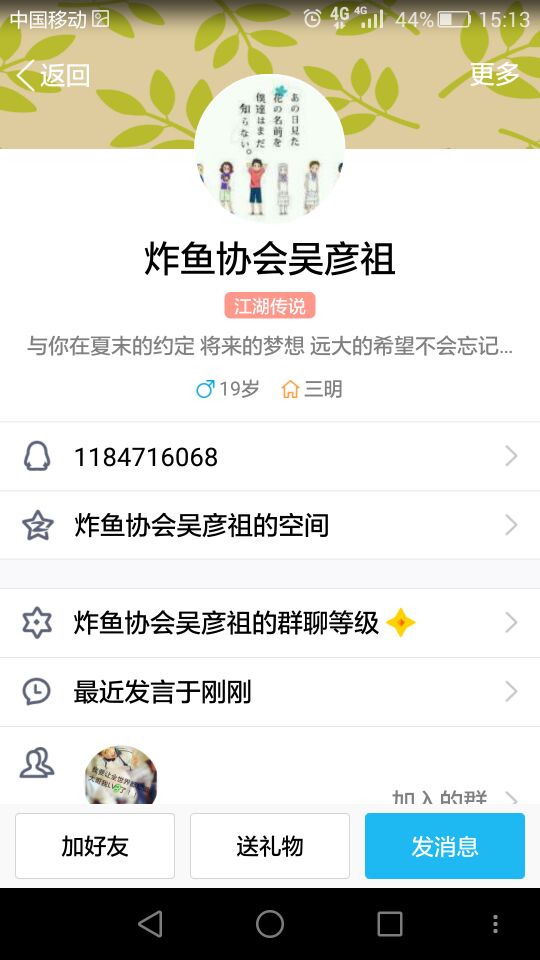 中国移动 4G 4G 44% 15:13
返回 更多
あの日見た
花の名前を
僕達はまだ
知らない。
炸鱼协会吴彦祖
江湖传说
与你在夏末的约定 将来的梦想 远大的希望不会忘记...
19岁 三明
1184716068
炸鱼协会吴彦祖的空间
炸鱼协会吴彦祖的群聊等级
最近发言于刚刚
加入的群
加好友 送礼物 发消息